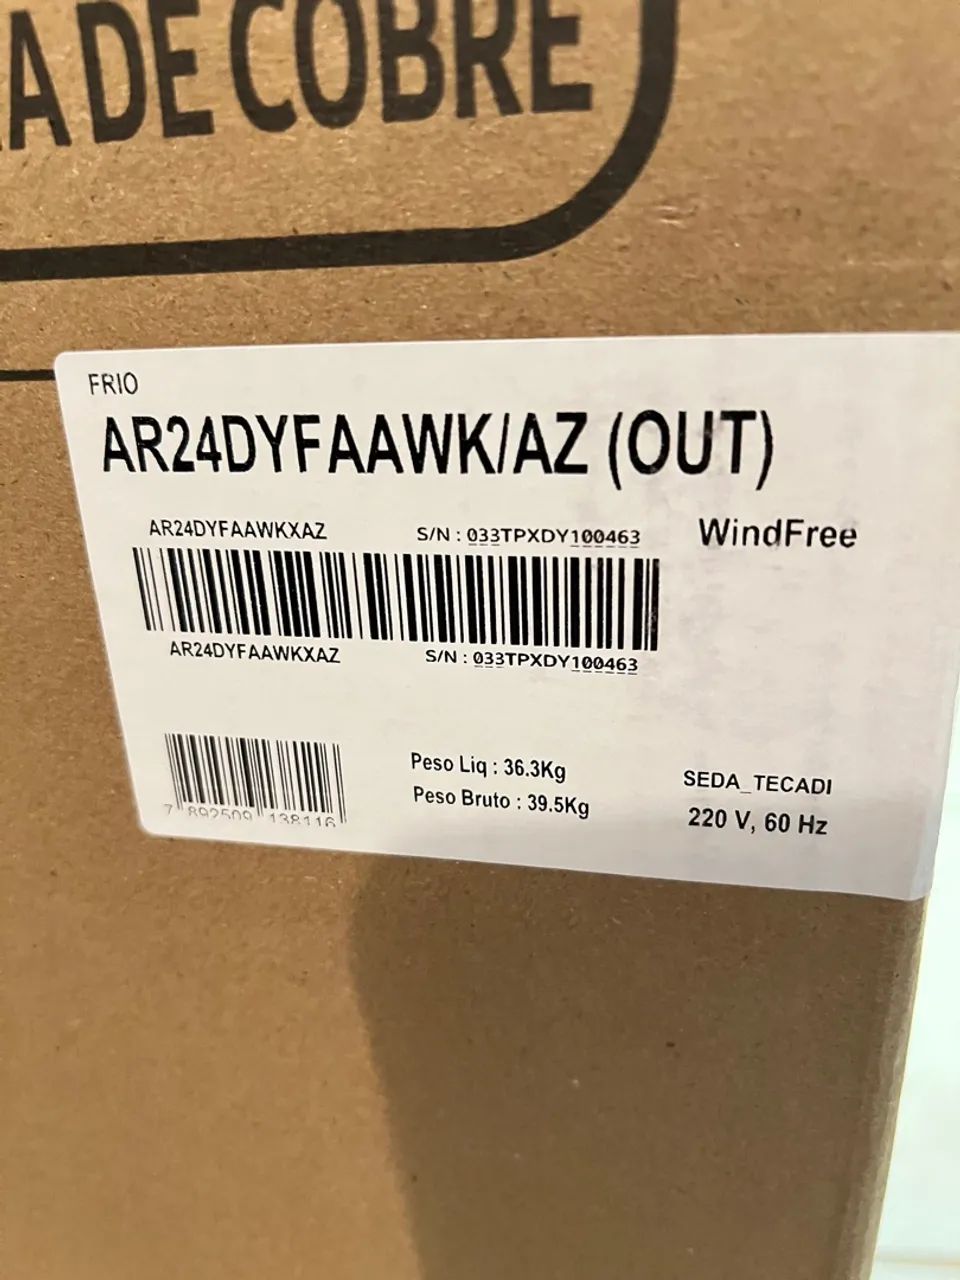 A DE COBRE
FRIO
AR24DYFAAWK/AZ (OUT)
AR24DYFAAWKXAZ S/N : 033TPXDY100463 WindFree
AR24DYFAAWKXAZ S/N : 033TPXDY100463
Peso Liq : 36.3Kg SEDA_TECADI
Peso Bruto : 39.5Kg 220 V, 60 Hz
7 892509 138116